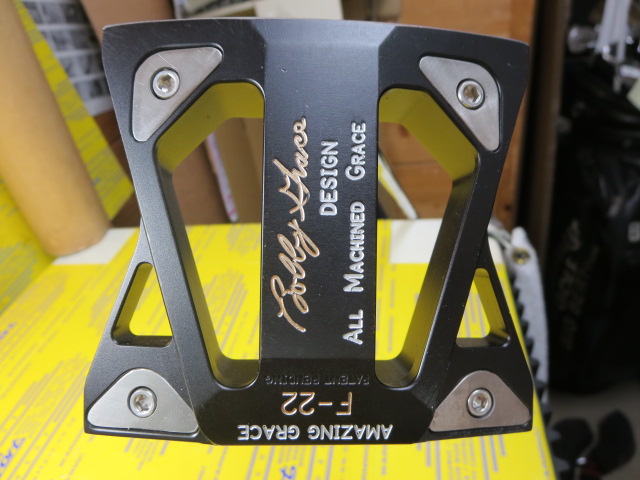 Bobby Grace
DESIGN
ALL MACHINED GRACE
PATENT PENDING
F-22
AMAZING GRACE